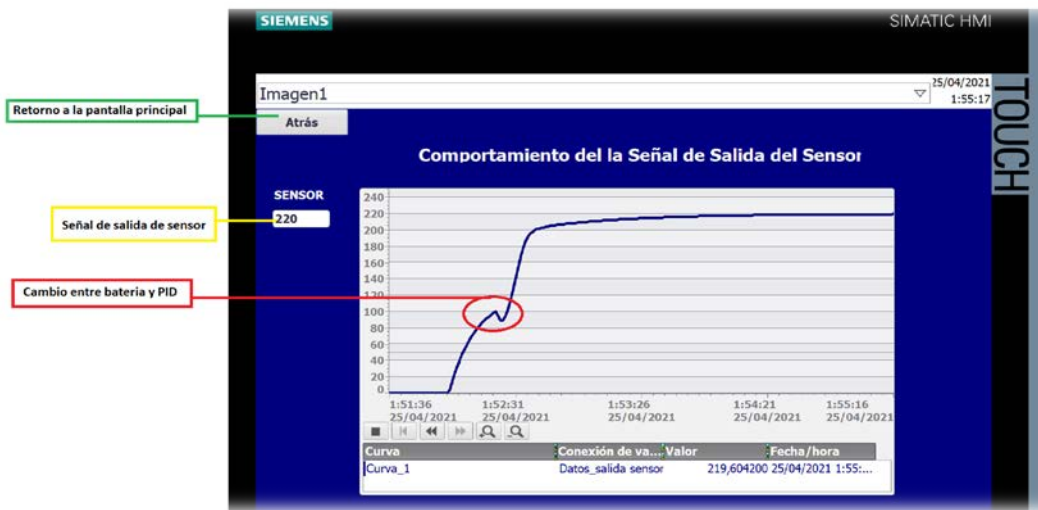 SIEMENS
SIMATIC HMI
TOUCH
Imagen1
25/04/2021
1:55:17
Retorno a la pantalla principal
Atrás
Comportamiento del la Señal de Salida del Sensor
SENSOR
220
Señal de salida de sensor
Cambio entre bateria y PID
240
220
200
180
160
140
120
100
80
60
40
20
0
1:51:36 1:52:31 1:53:26 1:54:21 1:55:16
25/04/2021 25/04/2021 25/04/2021 25/04/2021 25/04/2021
Curva Conexión de va... Valor Fecha/hora
Curva_1 Datos_salida sensor 219,604200 25/04/2021 1:55:...